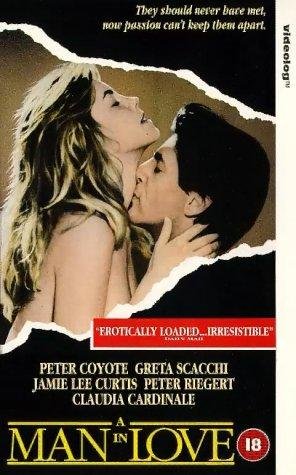 They should never have met,
now passion can't keep them apart.
videolog™
"EROTICALLY LOADED...IRRESISTIBLE"
DAILY MAIL
PETER COYOTE GRETA SCACCHI
JAMIE LEE CURTIS PETER RIEGERT
CLAUDIA CARDINALE
A
MAN IN LOVE
18